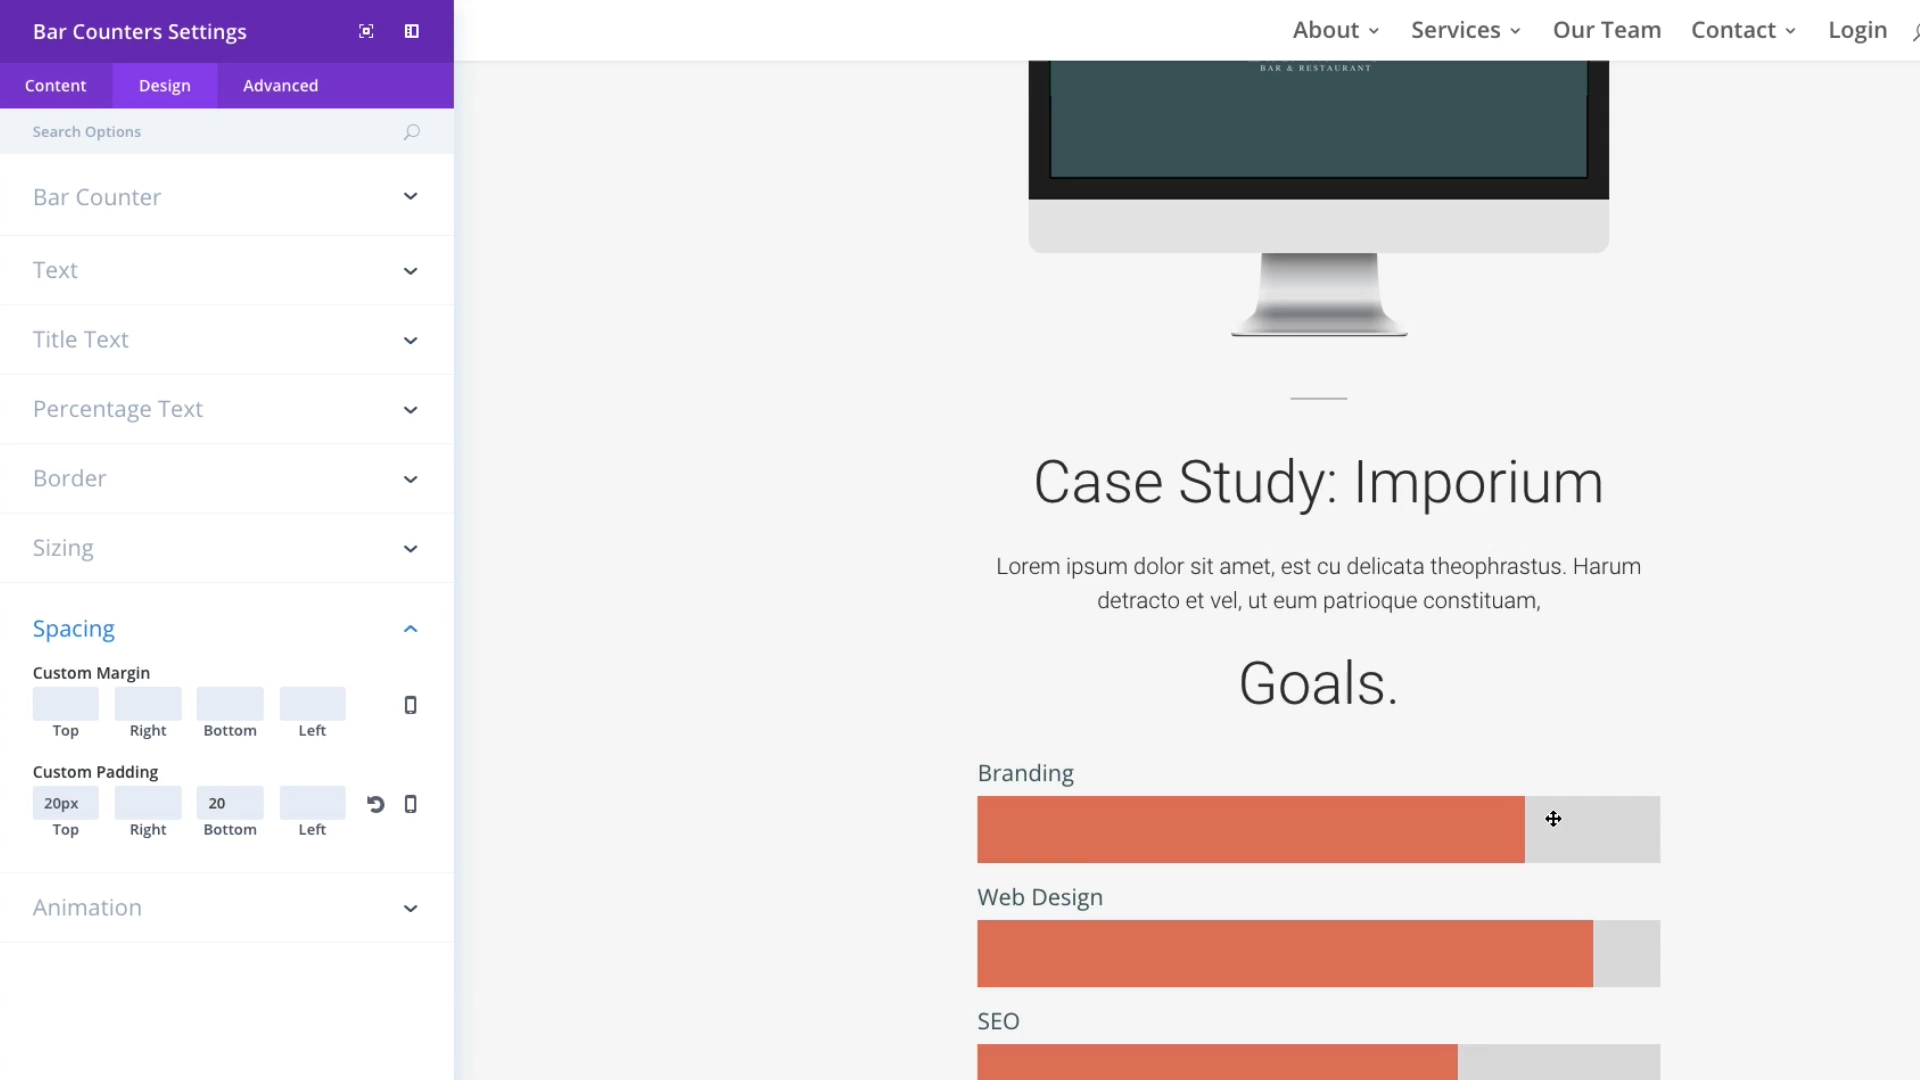 Bar Counters Settings
Content Design Advanced
Search Options
Bar Counter
Text
Title Text
Percentage Text
Border
Sizing
Spacing
Custom Margin
Top Right Bottom Left
Custom Padding
20px 20
Top Right Bottom Left
Animation
About Services Our Team Contact Login
BAR & RESTAURANT
Case Study: Imporium
Lorem ipsum dolor sit amet, est cu delicata theophrastus. Harum
detracto et vel, ut eum patrioque constituam,
Goals.
Branding
Web Design
SEO